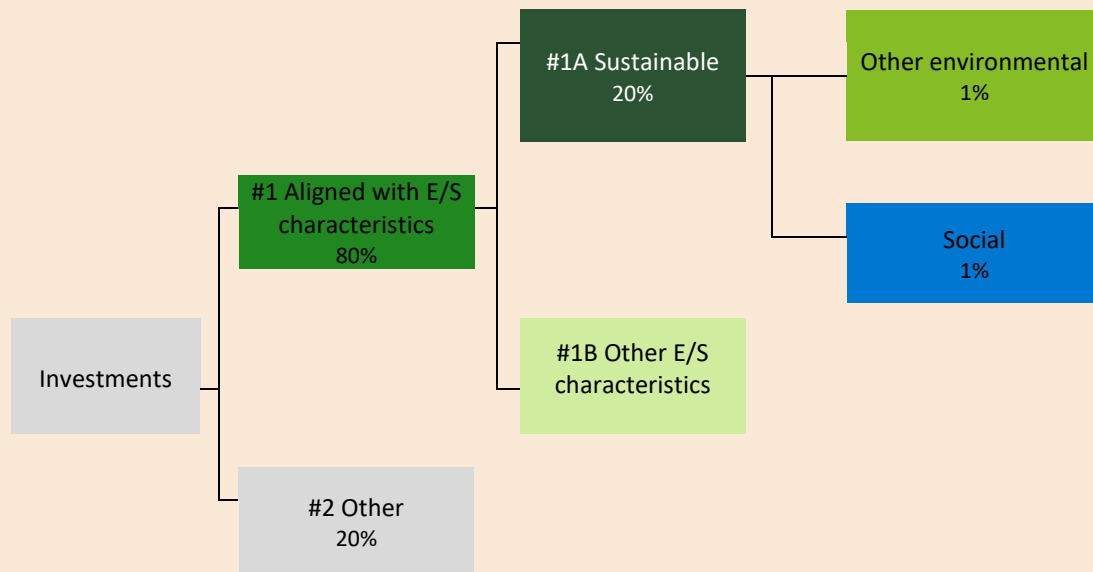 #1A Sustainable
20%
Other environmental
1%
#1 Aligned with E/S
characteristics
80%
Social
1%
Investments
#1B Other E/S
characteristics
#2 Other
20%